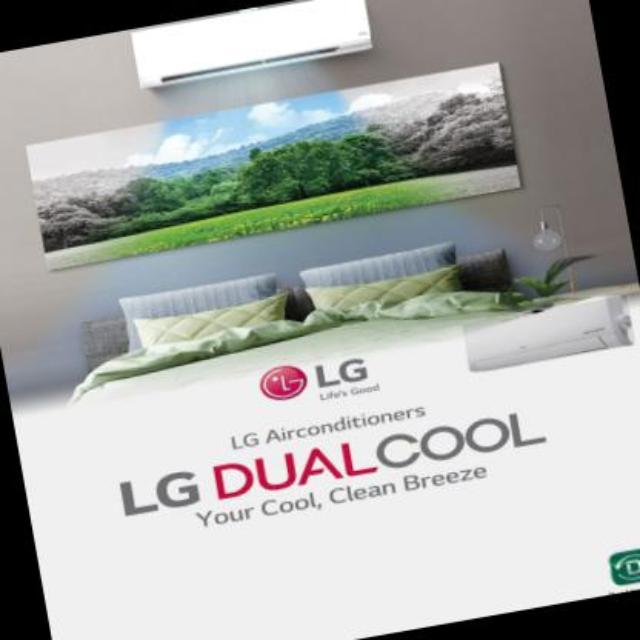 LG
Life's Good
LG Airconditioners
LG DUALCOOL
Your Cool, Clean Breeze